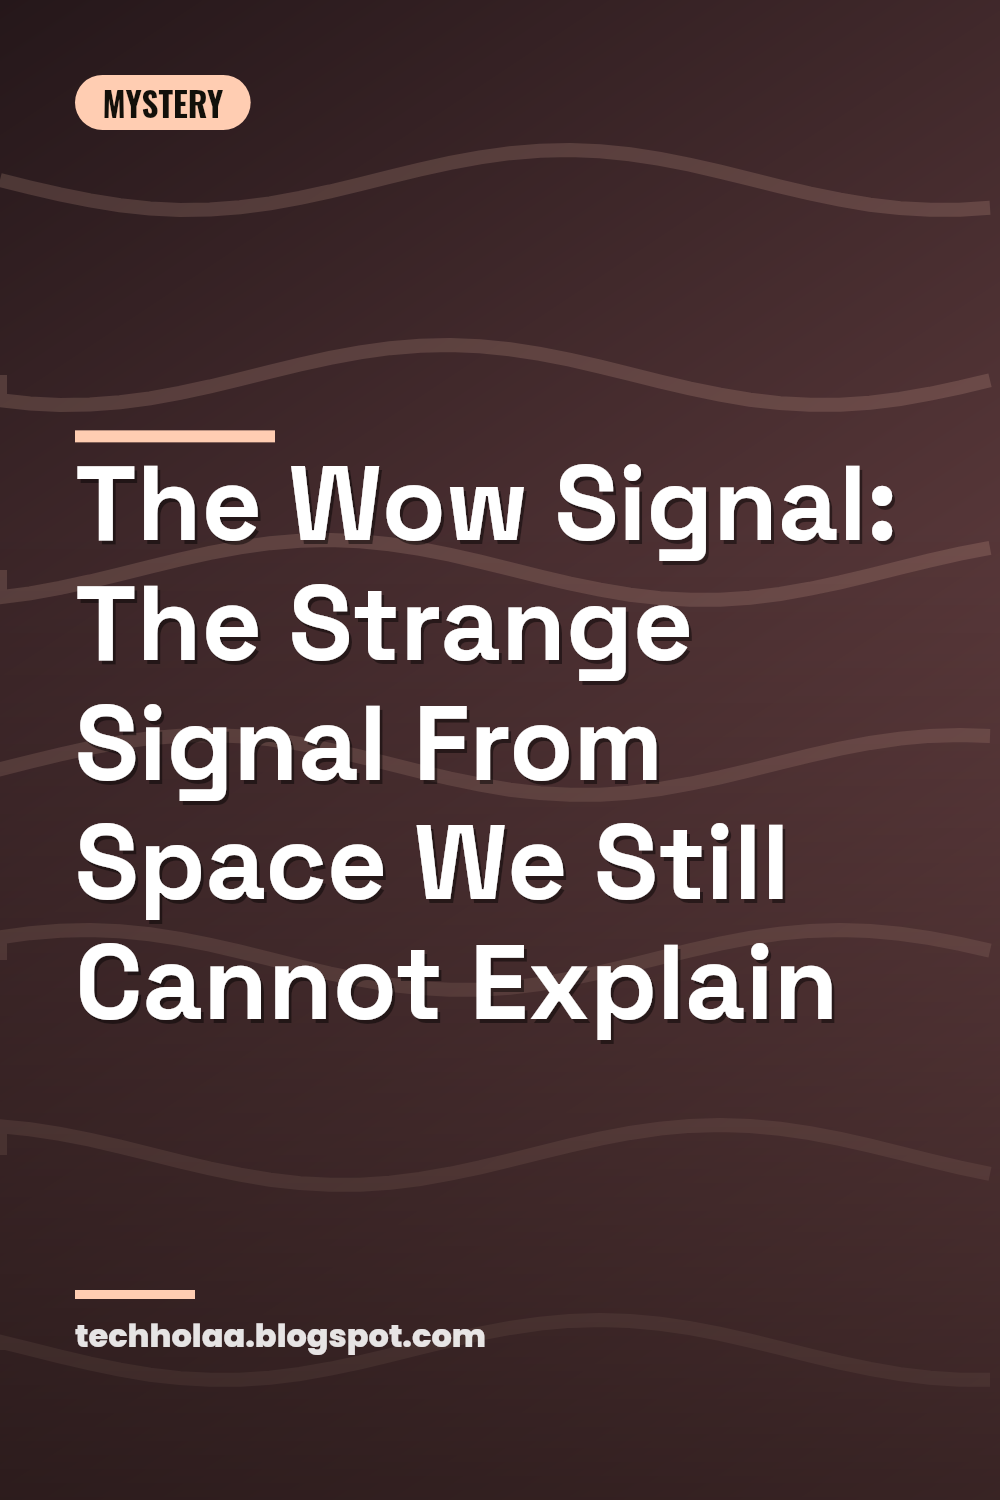 MYSTERY
The Wow Signal:
The Strange
Signal From
Space We Still
Cannot Explain
techholaa.blogspot.com